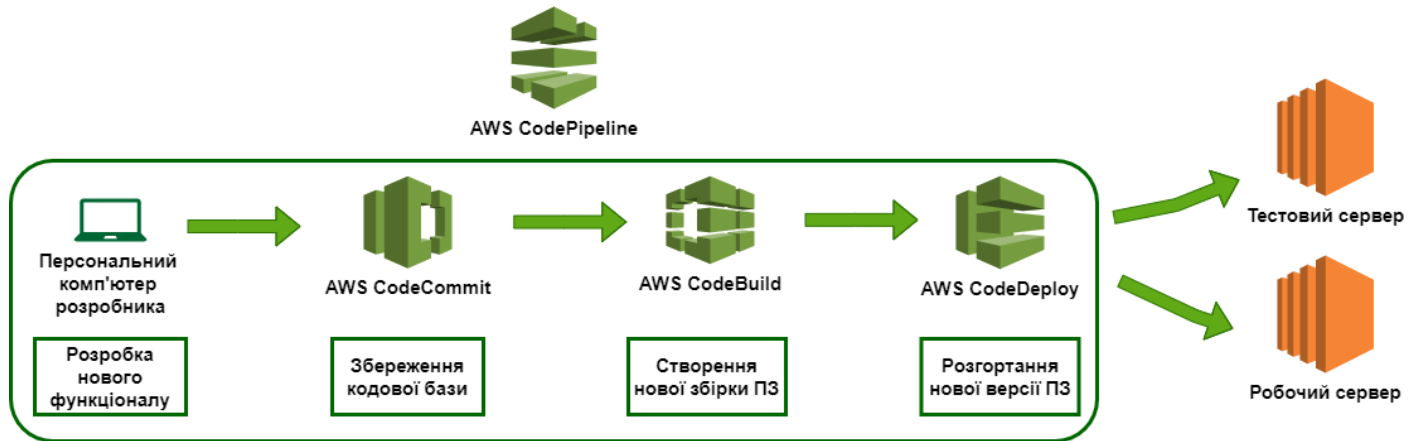 AWS CodePipeline
Персональний
комп'ютер
розробника
AWS CodeCommit
AWS CodeBuild
AWS CodeDeploy
Розробка
нового
функціоналу
Збереження
кодової бази
Створення
нової збірки ПЗ
Розгортання
нової версії ПЗ
Тестовий сервер
Робочий сервер